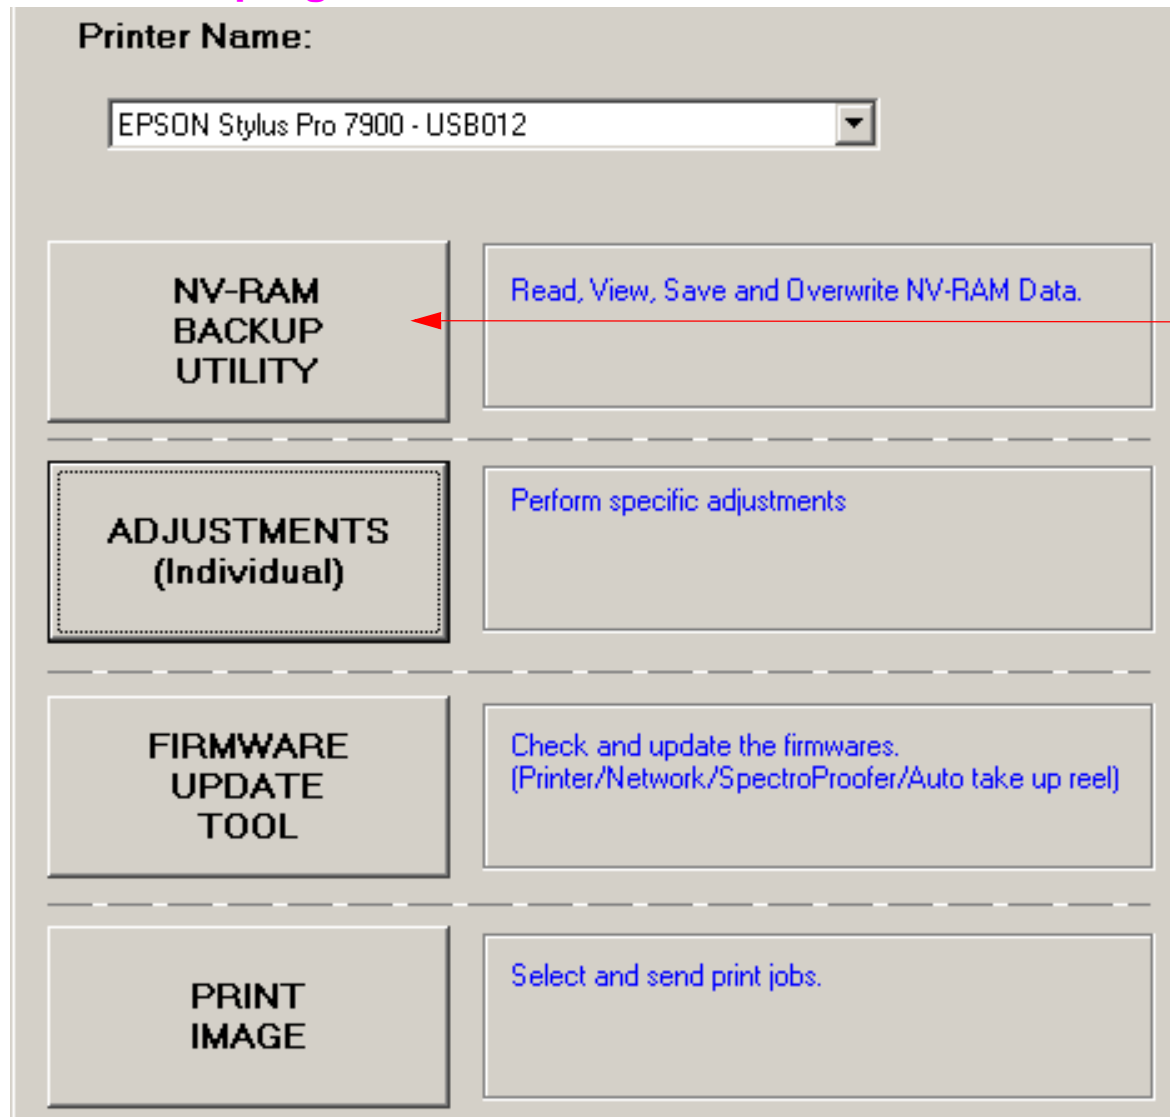 Printer Name:
EPSON Stylus Pro 7900 - USB012
NV-RAM
BACKUP
UTILITY
Read, View, Save and Overwrite NV-RAM Data.
ADJUSTMENTS
(Individual)
Perform specific adjustments
FIRMWARE
UPDATE
TOOL
Check and update the firmwares.
(Printer/Network/SpectroProofer/Auto take up reel)
PRINT
IMAGE
Select and send print jobs.